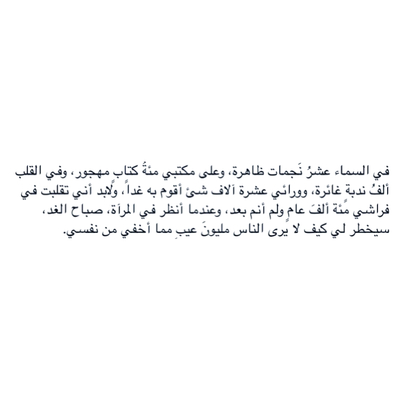 في السماء عشرُ نَجمات ظاهرة، وعلى مكتبي مئةُ كتابٍ مهجور، وفي القلب
ألفُ ندبةٍ غائرة، وورائي عشرة آلاف شئ أقوم به غداً، ولابد أني تقلبت في
فراشي مئة ألفَ عامٍ ولم أنم بعد، وعندما أنظر في المرآة، صباح الغد،
سيخطر لي كيف لا يرى الناس مليونَ عيبٍ مما أخفي من نفسي.